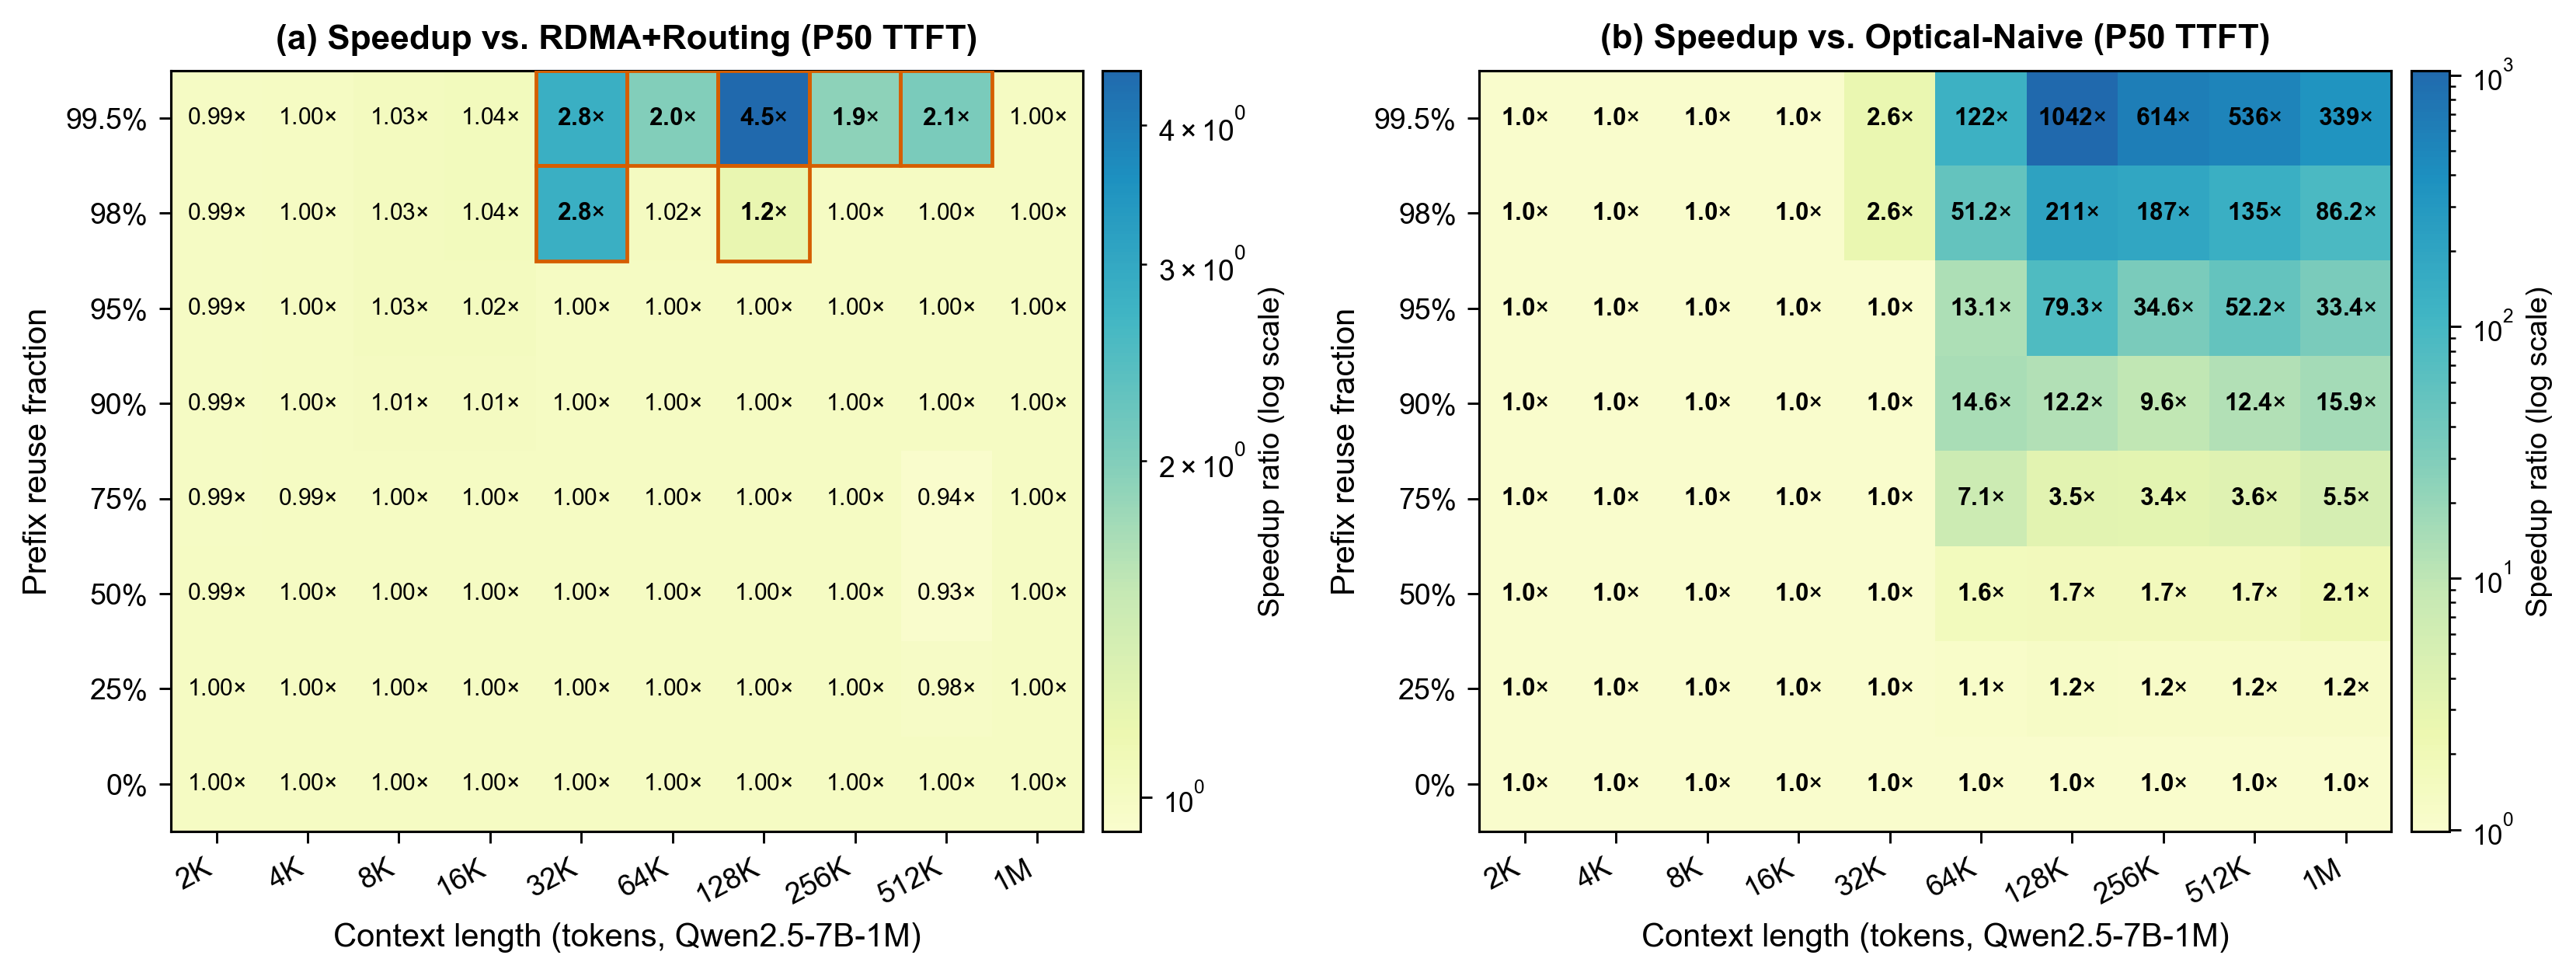 (a) Speedup vs. RDMA+Routing (P50 TTFT)
99.5% 0.99× 1.00× 1.03× 1.04× 2.8× 2.0× 4.5× 1.9× 2.1× 1.00×
98% 0.99× 1.00× 1.03× 1.04× 2.8× 1.02× 1.2× 1.00× 1.00× 1.00×
95% 0.99× 1.00× 1.03× 1.02× 1.00× 1.00× 1.00× 1.00× 1.00× 1.00×
90% 0.99× 1.00× 1.01× 1.01× 1.00× 1.00× 1.00× 1.00× 1.00× 1.00×
75% 0.99× 0.99× 1.00× 1.00× 1.00× 1.00× 1.00× 1.00× 0.94× 1.00×
50% 0.99× 1.00× 1.00× 1.00× 1.00× 1.00× 1.00× 1.00× 0.93× 1.00×
25% 1.00× 1.00× 1.00× 1.00× 1.00× 1.00× 1.00× 1.00× 0.98× 1.00×
0% 1.00× 1.00× 1.00× 1.00× 1.00× 1.00× 1.00× 1.00× 1.00× 1.00×
2K 4K 8K 16K 32K 64K 128K 256K 512K 1M
Prefix reuse fraction
Context length (tokens, Qwen2.5-7B-1M)
4 × 10⁰
3 × 10⁰
2 × 10⁰
10⁰
Speedup ratio (log scale)
(b) Speedup vs. Optical-Naive (P50 TTFT)
99.5% 1.0× 1.0× 1.0× 1.0× 2.6× 122× 1042× 614× 536× 339×
98% 1.0× 1.0× 1.0× 1.0× 2.6× 51.2× 211× 187× 135× 86.2×
95% 1.0× 1.0× 1.0× 1.0× 1.0× 13.1× 79.3× 34.6× 52.2× 33.4×
90% 1.0× 1.0× 1.0× 1.0× 1.0× 14.6× 12.2× 9.6× 12.4× 15.9×
75% 1.0× 1.0× 1.0× 1.0× 1.0× 7.1× 3.5× 3.4× 3.6× 5.5×
50% 1.0× 1.0× 1.0× 1.0× 1.0× 1.6× 1.7× 1.7× 1.7× 2.1×
25% 1.0× 1.0× 1.0× 1.0× 1.0× 1.1× 1.2× 1.2× 1.2× 1.2×
0% 1.0× 1.0× 1.0× 1.0× 1.0× 1.0× 1.0× 1.0× 1.0× 1.0×
2K 4K 8K 16K 32K 64K 128K 256K 512K 1M
Prefix reuse fraction
Context length (tokens, Qwen2.5-7B-1M)
10³
10²
10¹
10⁰
Speedup ratio (log scale)